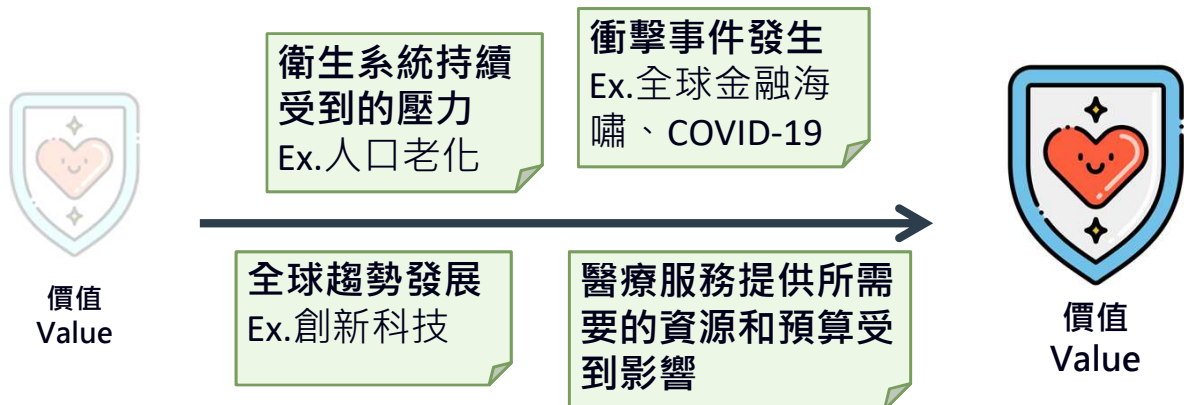 衛生系統持續
受到的壓力
Ex.人口老化
衝擊事件發生
Ex.全球金融海
嘯、COVID-19
價值
Value
全球趨勢發展
Ex.創新科技
醫療服務提供所需
要的資源和預算受
到影響
價值
Value